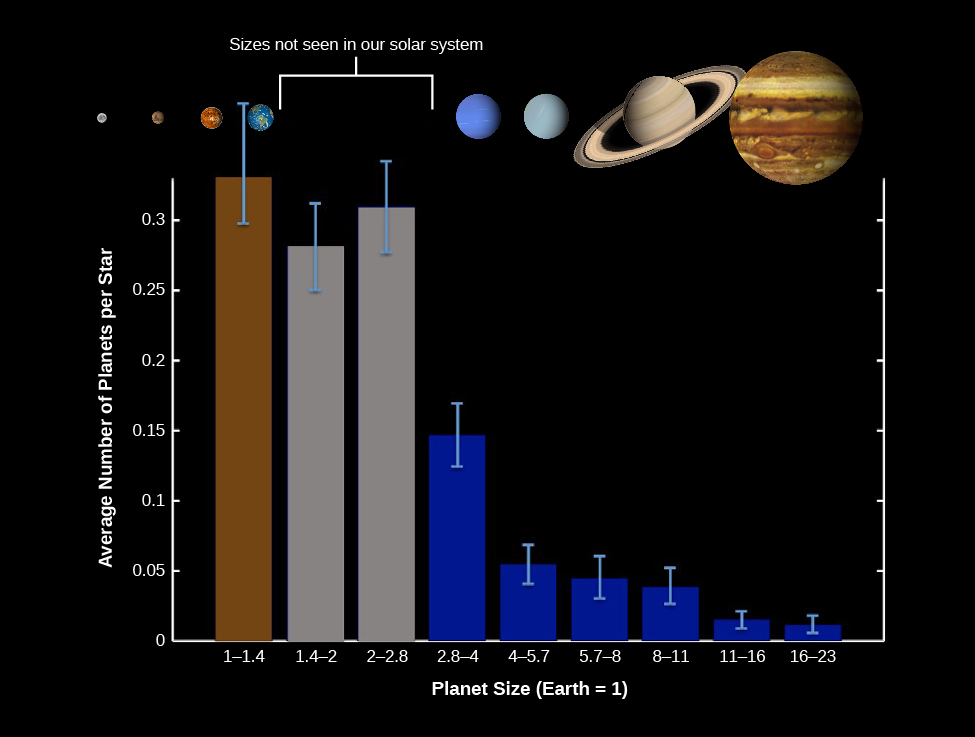 Sizes not seen in our solar system
Average Number of Planets per Star
0.3
0.25
0.2
0.15
0.1
0.05
0
1–1.4 1.4–2 2–2.8 2.8–4 4–5.7 5.7–8 8–11 11–16 16–23
Planet Size (Earth = 1)